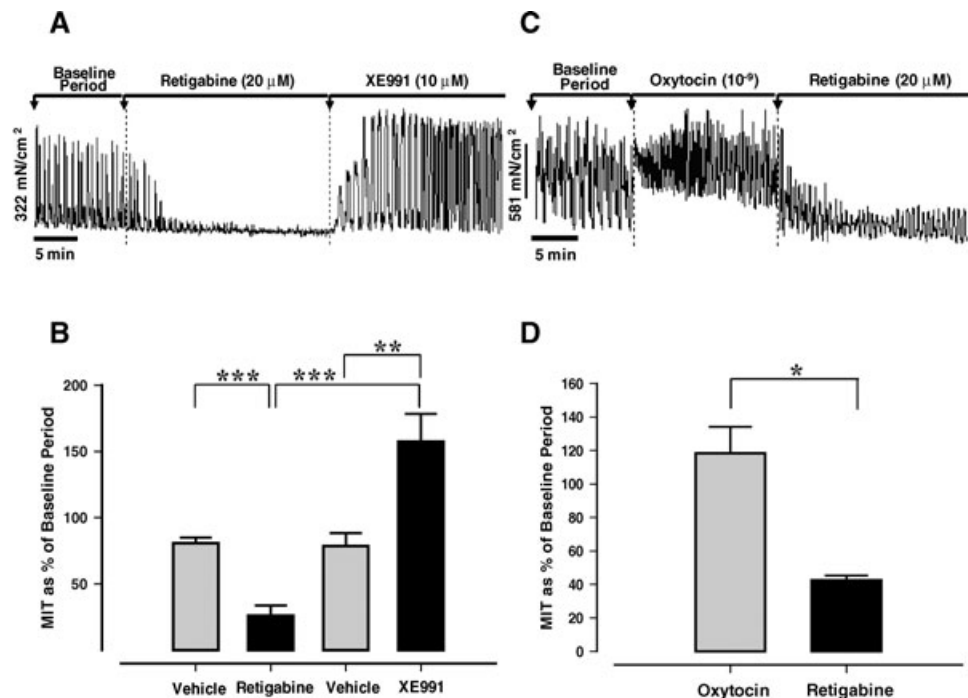 A
Baseline Period
Retigabine (20 μM)
XE991 (10 μM)
322 mN/cm²
5 min
C
Baseline Period
Oxytocin (10⁻⁹)
Retigabine (20 μM)
581 mN/cm²
5 min
B
**
***
***
200
150
100
50
MIT as % of Baseline Period
Vehicle
Retigabine
Vehicle
XE991
D
*
160
140
120
100
80
60
40
20
0
MIT as % of Baseline Period
Oxytocin
Retigabine